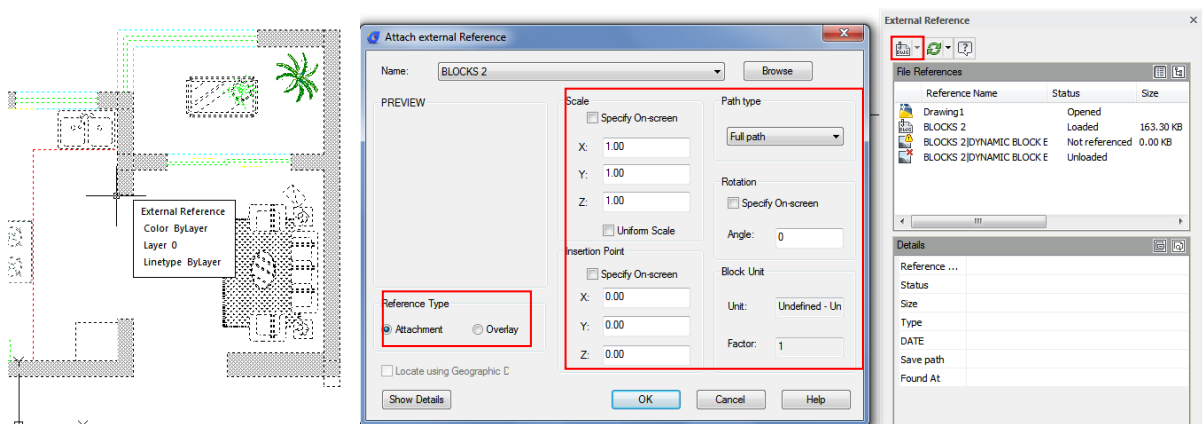 External Reference
Color ByLayer
Layer 0
Linetype ByLayer
Y
X
Attach external Reference
Name: BLOCKS 2 Browse
PREVIEW
Scale
Specify On-screen
X: 1.00
Y: 1.00
Z: 1.00
Uniform Scale
Insertion Point
Specify On-screen
X: 0.00
Y: 0.00
Z: 0.00
Path type
Full path
Rotation
Specify On-screen
Angle: 0
Block Unit
Unit: Undefined - Un
Factor: 1
Reference Type
Attachment Overlay
Locate using Geographic D
Show Details OK Cancel Help
External Reference
File References
Reference Name Status Size
Drawing1 Opened
BLOCKS 2 Loaded 163.30 KB
BLOCKS 2|DYNAMIC BLOCK E Not referenced 0.00 KB
BLOCKS 2|DYNAMIC BLOCK E Unloaded
Details
Reference ...
Status
Size
Type
DATE
Save path
Found At